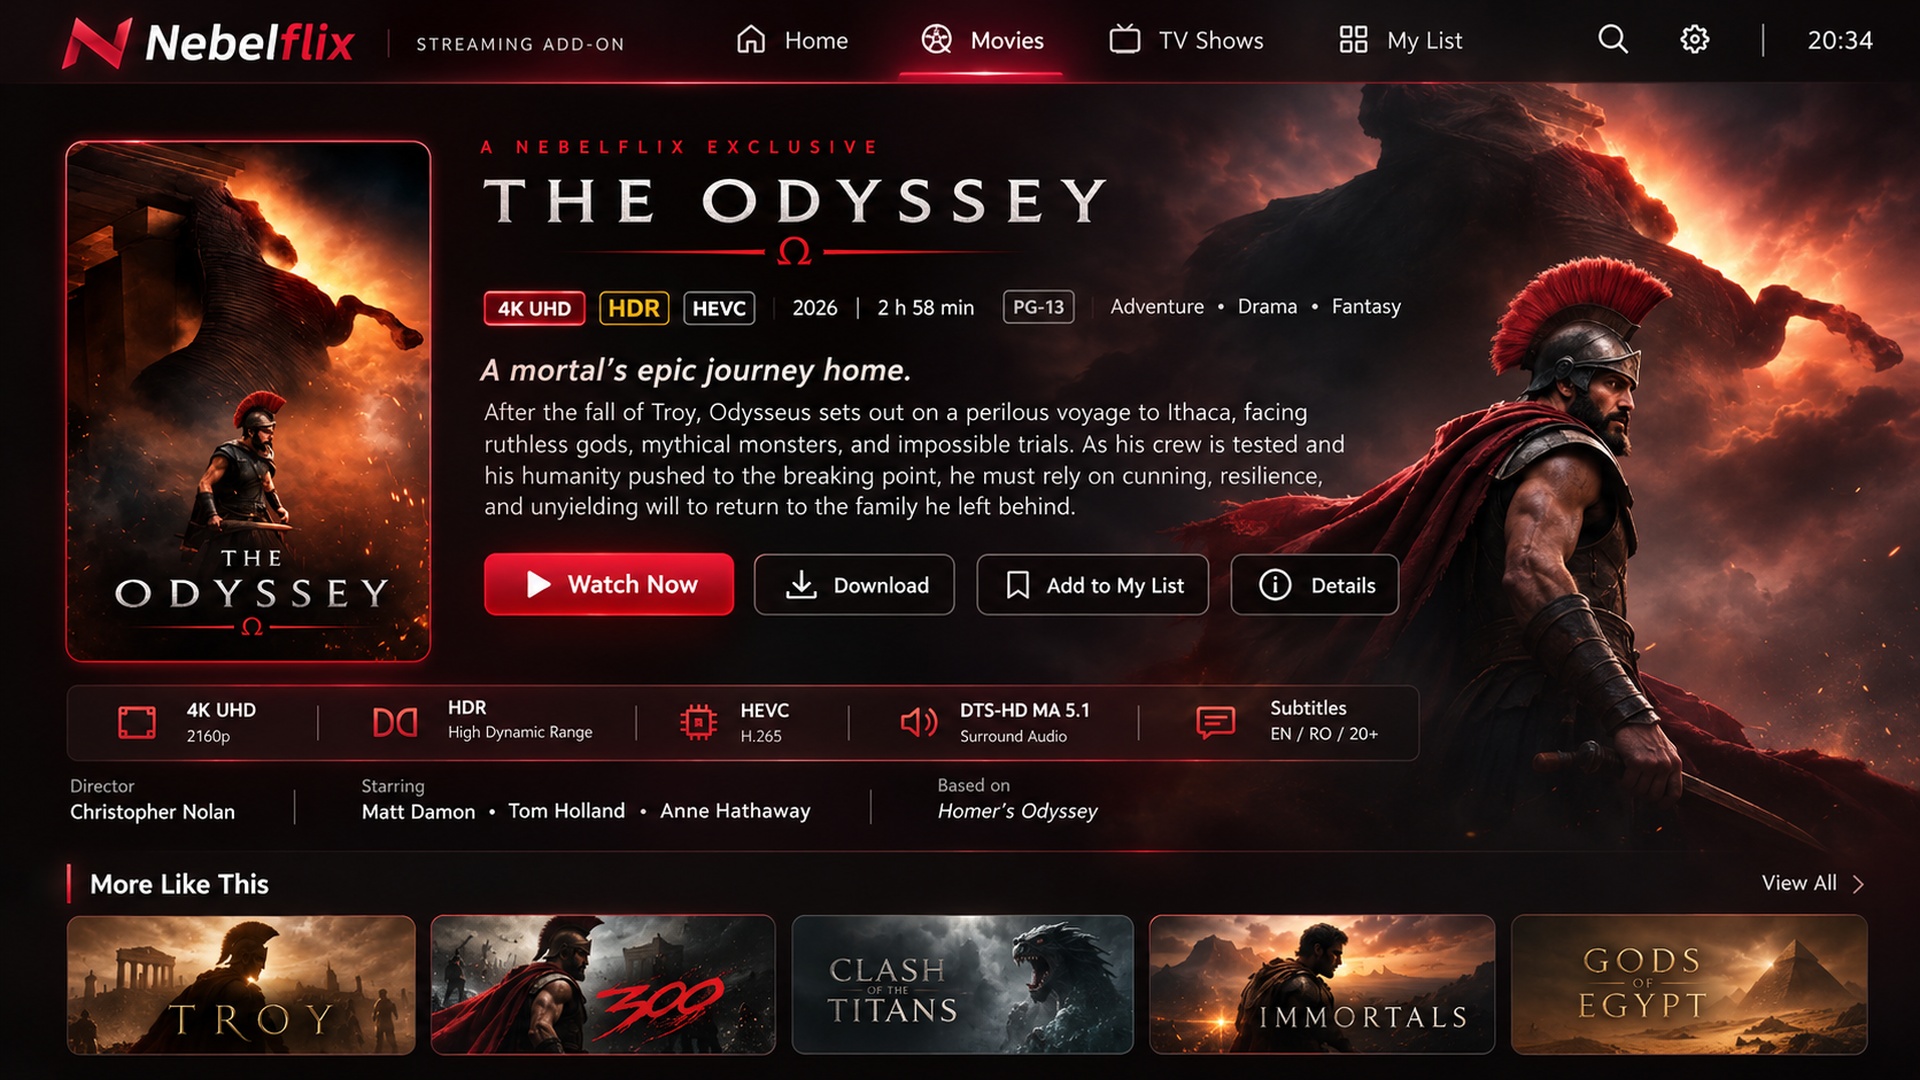 Nebelflix
STREAMING ADD-ON
Home
Movies
TV Shows
My List
20:34
A NEBELFLIX EXCLUSIVE
THE ODYSSEY
Ω
4K UHD HDR HEVC 2026 | 2 h 58 min PG-13 Adventure • Drama • Fantasy
A mortal’s epic journey home.
After the fall of Troy, Odysseus sets out on a perilous voyage to Ithaca, facing
ruthless gods, mythical monsters, and impossible trials. As his crew is tested and
his humanity pushed to the breaking point, he must rely on cunning, resilience,
and unyielding will to return to the family he left behind.
Watch Now
Download
Add to My List
Details
THE
ODYSSEY
Ω
4K UHD
2160p
HDR
High Dynamic Range
HEVC
H.265
DTS-HD MA 5.1
Surround Audio
Subtitles
EN / RO / 20+
Director
Christopher Nolan
Starring
Matt Damon • Tom Holland • Anne Hathaway
Based on
Homer’s Odyssey
More Like This
View All
TROY
300
CLASH
OF THE
TITANS
IMMORTALS
GODS
OF
EGYPT